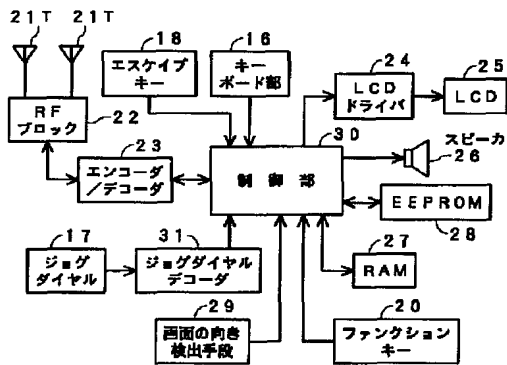 21T
21T
RF
ブロック
22
18
エスケイプ
キー
16
キー
ボード部
24
LCD
ドライバ
25
LCD
30
制御部
スピーカ
26
23
エンコーダ
/デコーダ
EEPROM
28
17
ジョグ
ダイヤル
31
ジョグダイヤル
デコーダ
27
RAM
29
画面の向き
検出手段
20
ファンクション
キー